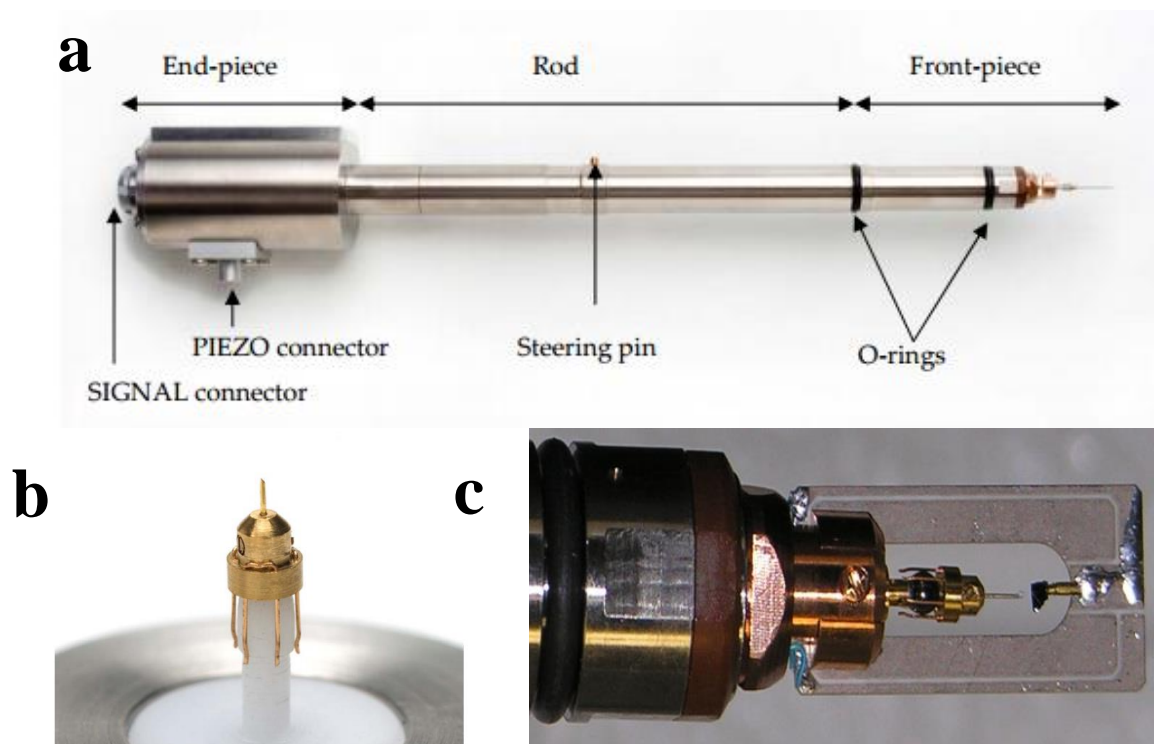 a
End-piece
Rod
Front-piece
PIEZO connector
Steering pin
O-rings
SIGNAL connector
b
c